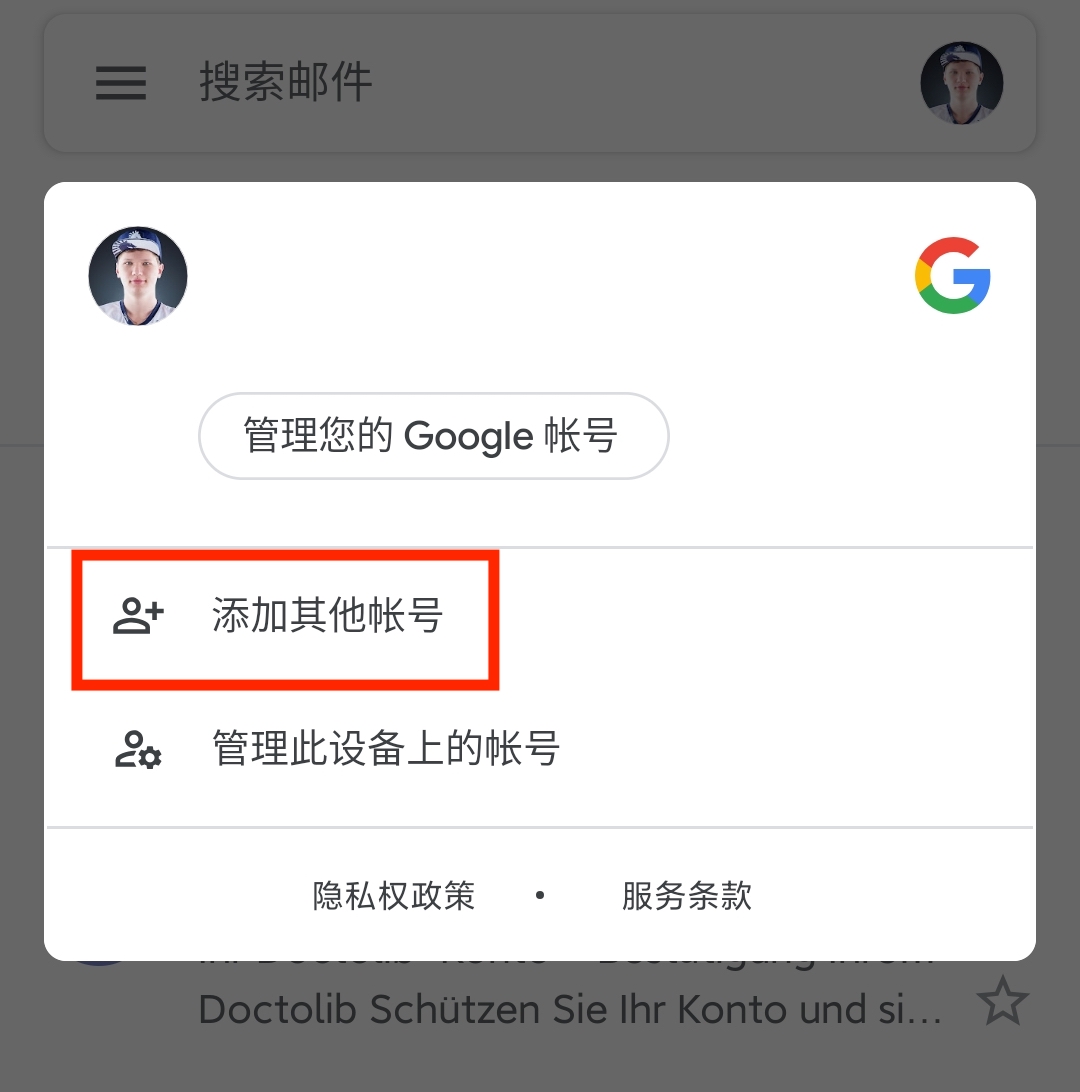 搜索邮件
管理您的 Google 帐号
添加其他帐号
管理此设备上的帐号
隐私权政策 • 服务条款
Doctolib Schützen Sie Ihr Konto und si...